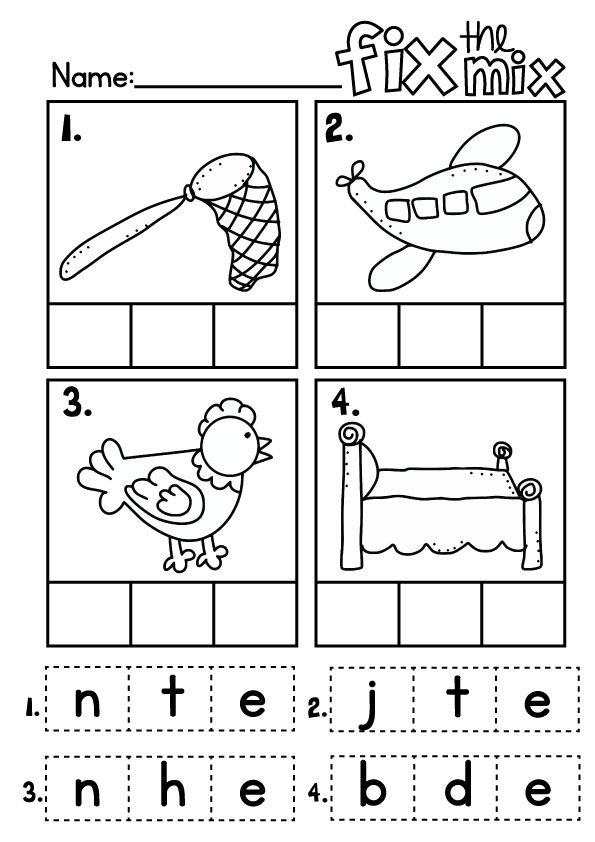 Name: fix the mix
1. 2.
3. 4.
1. n t e 2. j t e
3. n h e 4. b d e